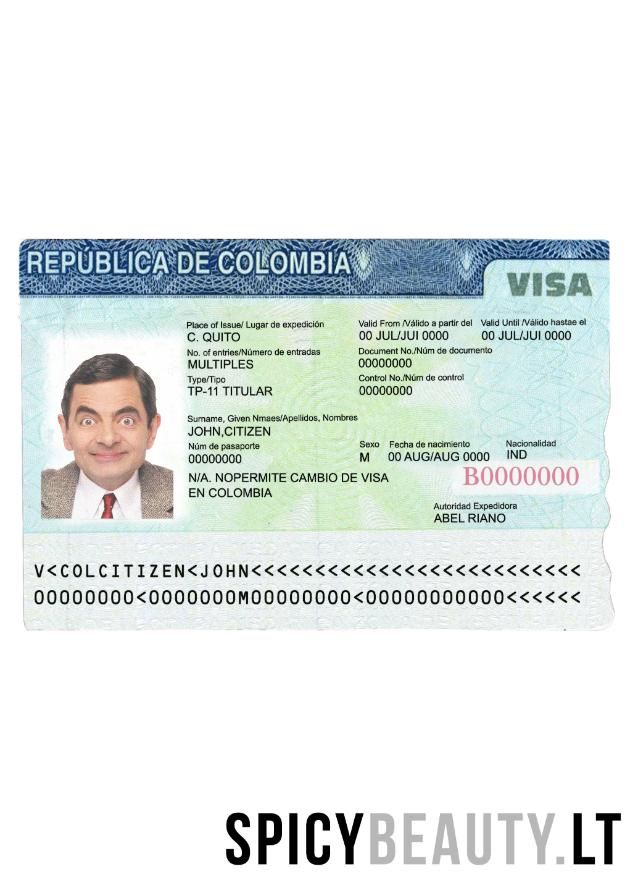 REPÚBLICA DE COLOMBIA
VISA
Place of Issue/ Lugar de expedición
C. QUITO
Valid From /Válido a partir del
00 JUL/JUI 0000
Valid Until /Válido hastae el
00 JUL/JUI 0000
No. of entries/Número de entradas
MULTIPLES
Document No./Núm de documento
00000000
Type/Tipo
TP-11 TITULAR
Control No./Núm de control
00000000
Surname, Given Nmaes/Apellidos, Nombres
JOHN,CITIZEN
Núm de pasaporte
00000000
Sexo
M
Fecha de nacimiento
00 AUG/AUG 0000
Nacionalidad
IND
N/A. NOPERMITE CAMBIO DE VISA
EN COLOMBIA
B0000000
Autoridad Expedidora
ABEL RIANO
V<COLCITIZEN<JOHN<<<<<<<<<<<<<<<<<<<<<<<<<<<
00000000<0000000M00000000<00000000000<<<<<<
SPICYBEAUTY.LT